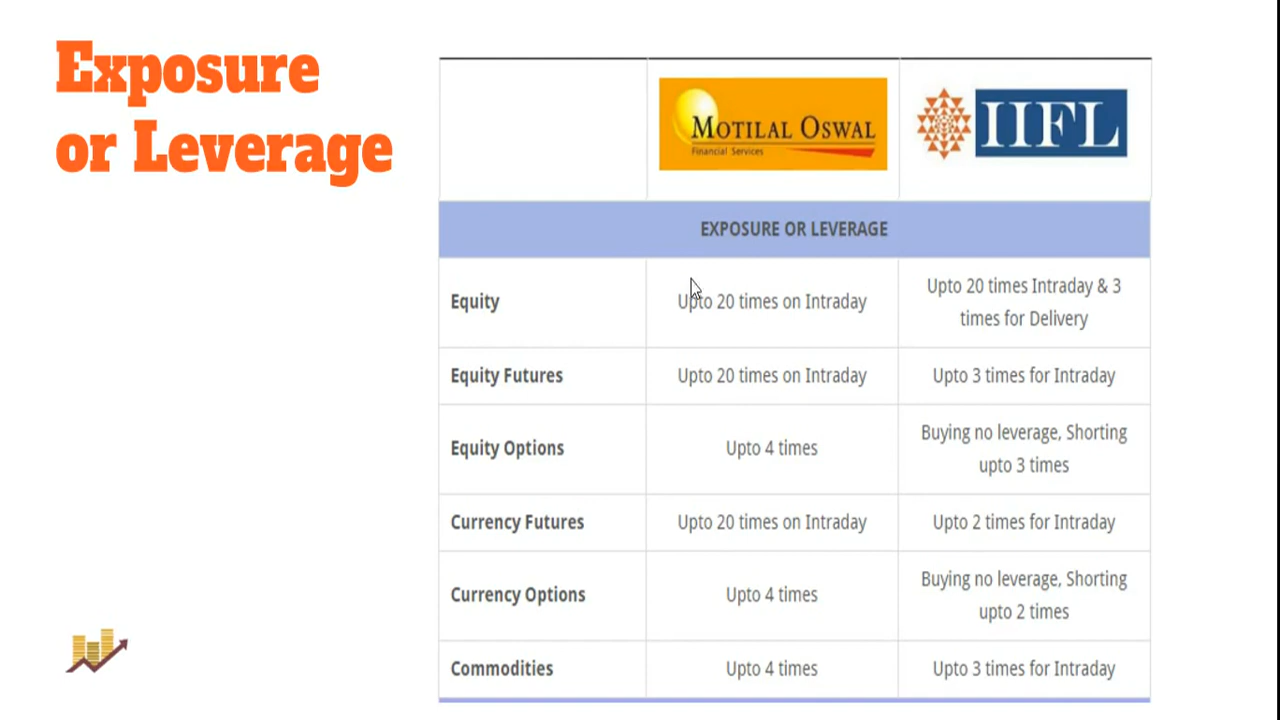 Exposure
or Leverage
MOTILAL OSWAL
Financial Services
IIFL
EXPOSURE OR LEVERAGE
Equity
Upto 20 times on Intraday
Upto 20 times Intraday & 3
times for Delivery
Equity Futures
Upto 20 times on Intraday
Upto 3 times for Intraday
Equity Options
Upto 4 times
Buying no leverage, Shorting
upto 3 times
Currency Futures
Upto 20 times on Intraday
Upto 2 times for Intraday
Currency Options
Upto 4 times
Buying no leverage, Shorting
upto 2 times
Commodities
Upto 4 times
Upto 3 times for Intraday